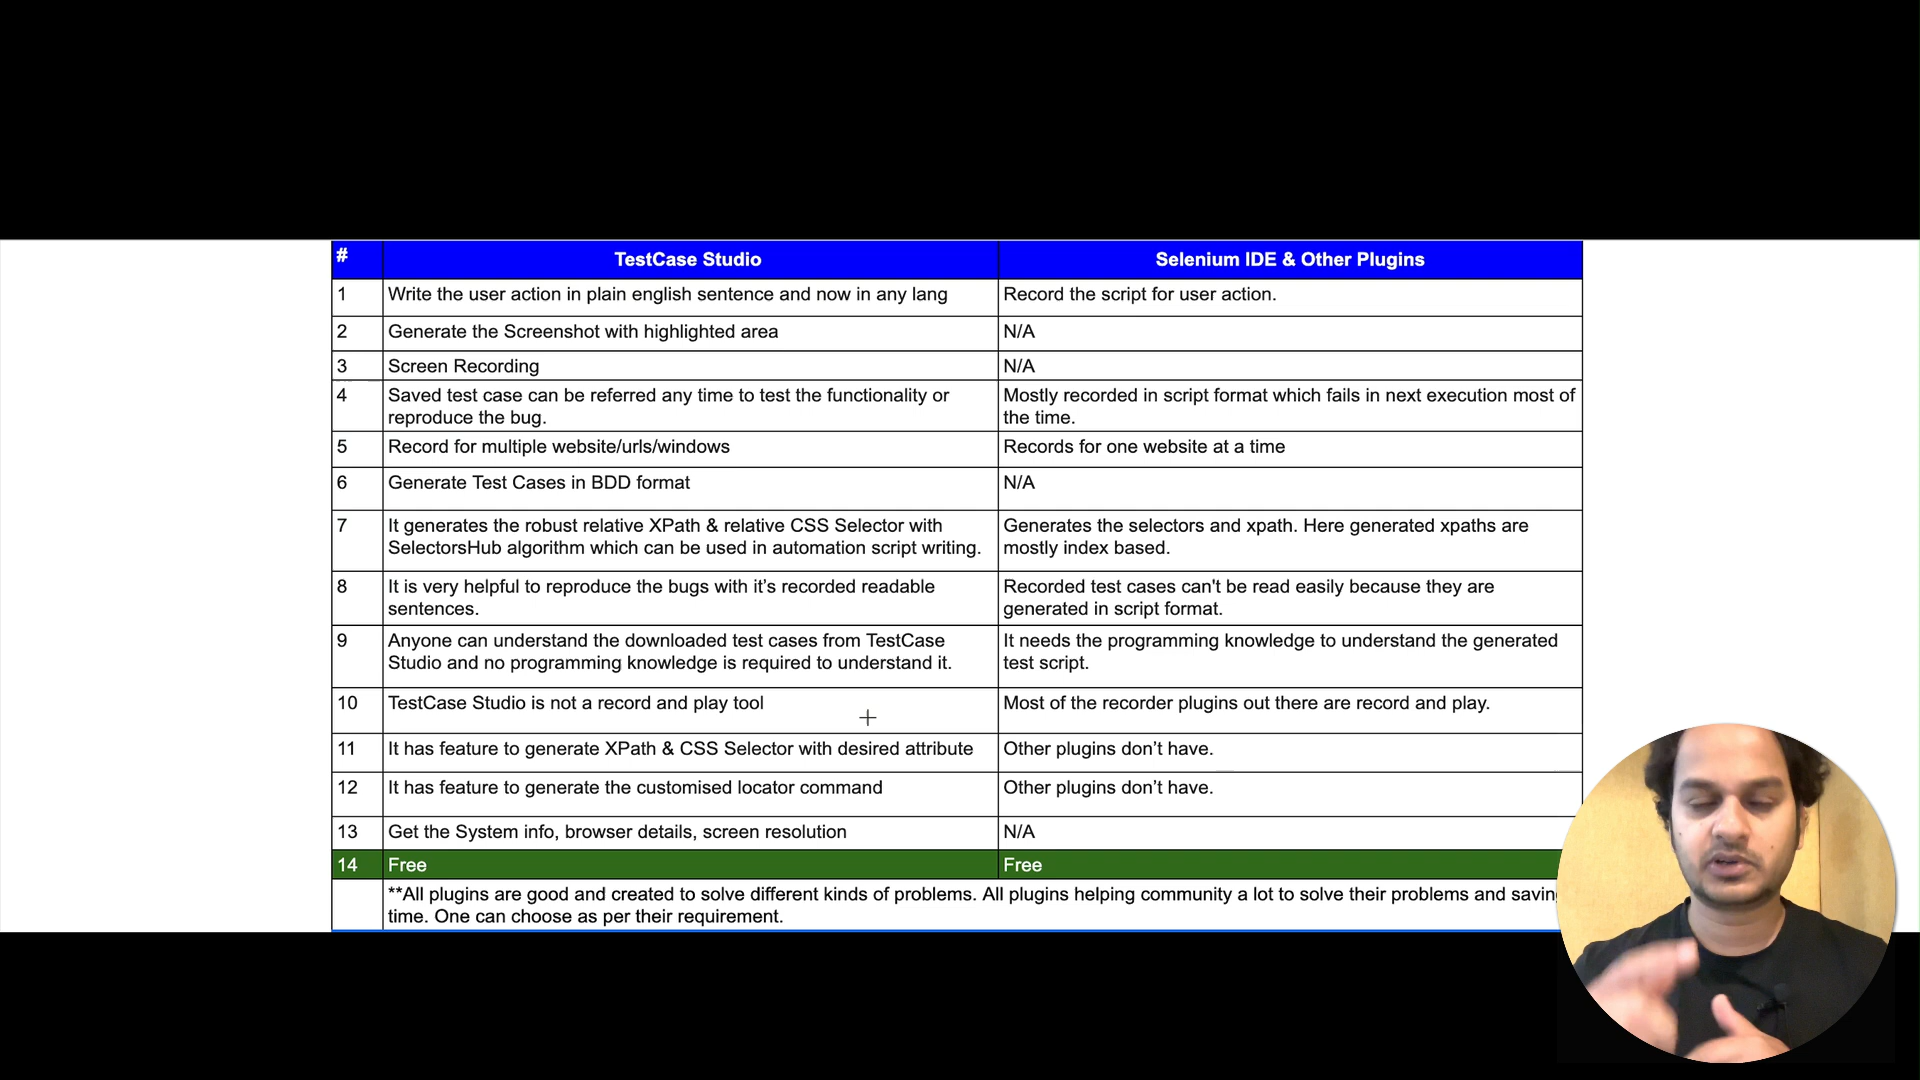 # TestCase Studio Selenium IDE & Other Plugins
1 Write the user action in plain english sentence and now in any lang Record the script for user action.
2 Generate the Screenshot with highlighted area N/A
3 Screen Recording N/A
4 Saved test case can be referred any time to test the functionality or Mostly recorded in script format which fails in next execution most of
reproduce the bug. the time.
5 Record for multiple website/urls/windows Records for one website at a time
6 Generate Test Cases in BDD format N/A
7 It generates the robust relative XPath & relative CSS Selector with Generates the selectors and xpath. Here generated xpaths are
SelectorsHub algorithm which can be used in automation script writing. mostly index based.
8 It is very helpful to reproduce the bugs with it’s recorded readable Recorded test cases can't be read easily because they are
sentences. generated in script format.
9 Anyone can understand the downloaded test cases from TestCase It needs the programming knowledge to understand the generated
Studio and no programming knowledge is required to understand it. test script.
10 TestCase Studio is not a record and play tool Most of the recorder plugins out there are record and play.
11 It has feature to generate XPath & CSS Selector with desired attribute Other plugins don’t have.
12 It has feature to generate the customised locator command Other plugins don’t have.
13 Get the System info, browser details, screen resolution N/A
14 Free Free
**All plugins are good and created to solve different kinds of problems. All plugins helping community a lot to solve their problems and savin
time. One can choose as per their requirement.